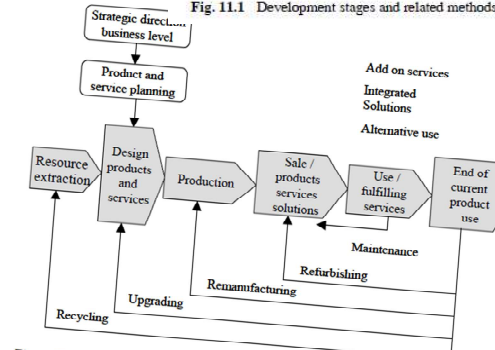 Fig. 11.1 Development stages and related methods
Strategic direction
business level
Product and
service planning
Add on services
Integrated
Solutions
Alternative use
Resource
extraction
Design
products
and
services
Production
Sale /
products
services
solutions
Use /
fulfilling
services
End of
current
product
use
Maintenance
Refurbishing
Remanufacturing
Upgrading
Recycling